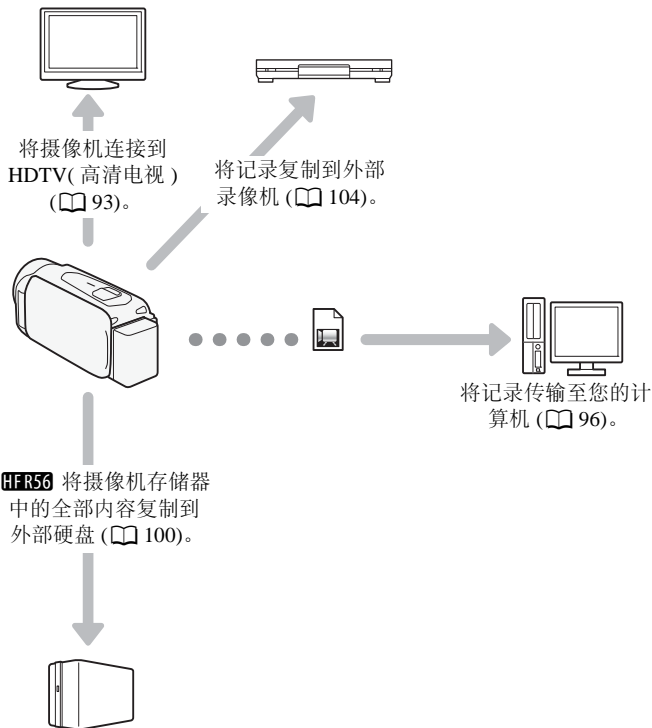 将摄像机连接到
HDTV( 高清电视 )
( 93)。
将记录复制到外部
录像机 ( 104)。
将记录传输至您的计
算机 ( 96)。
HFR56 将摄像机存储器
中的全部内容复制到
外部硬盘 ( 100)。